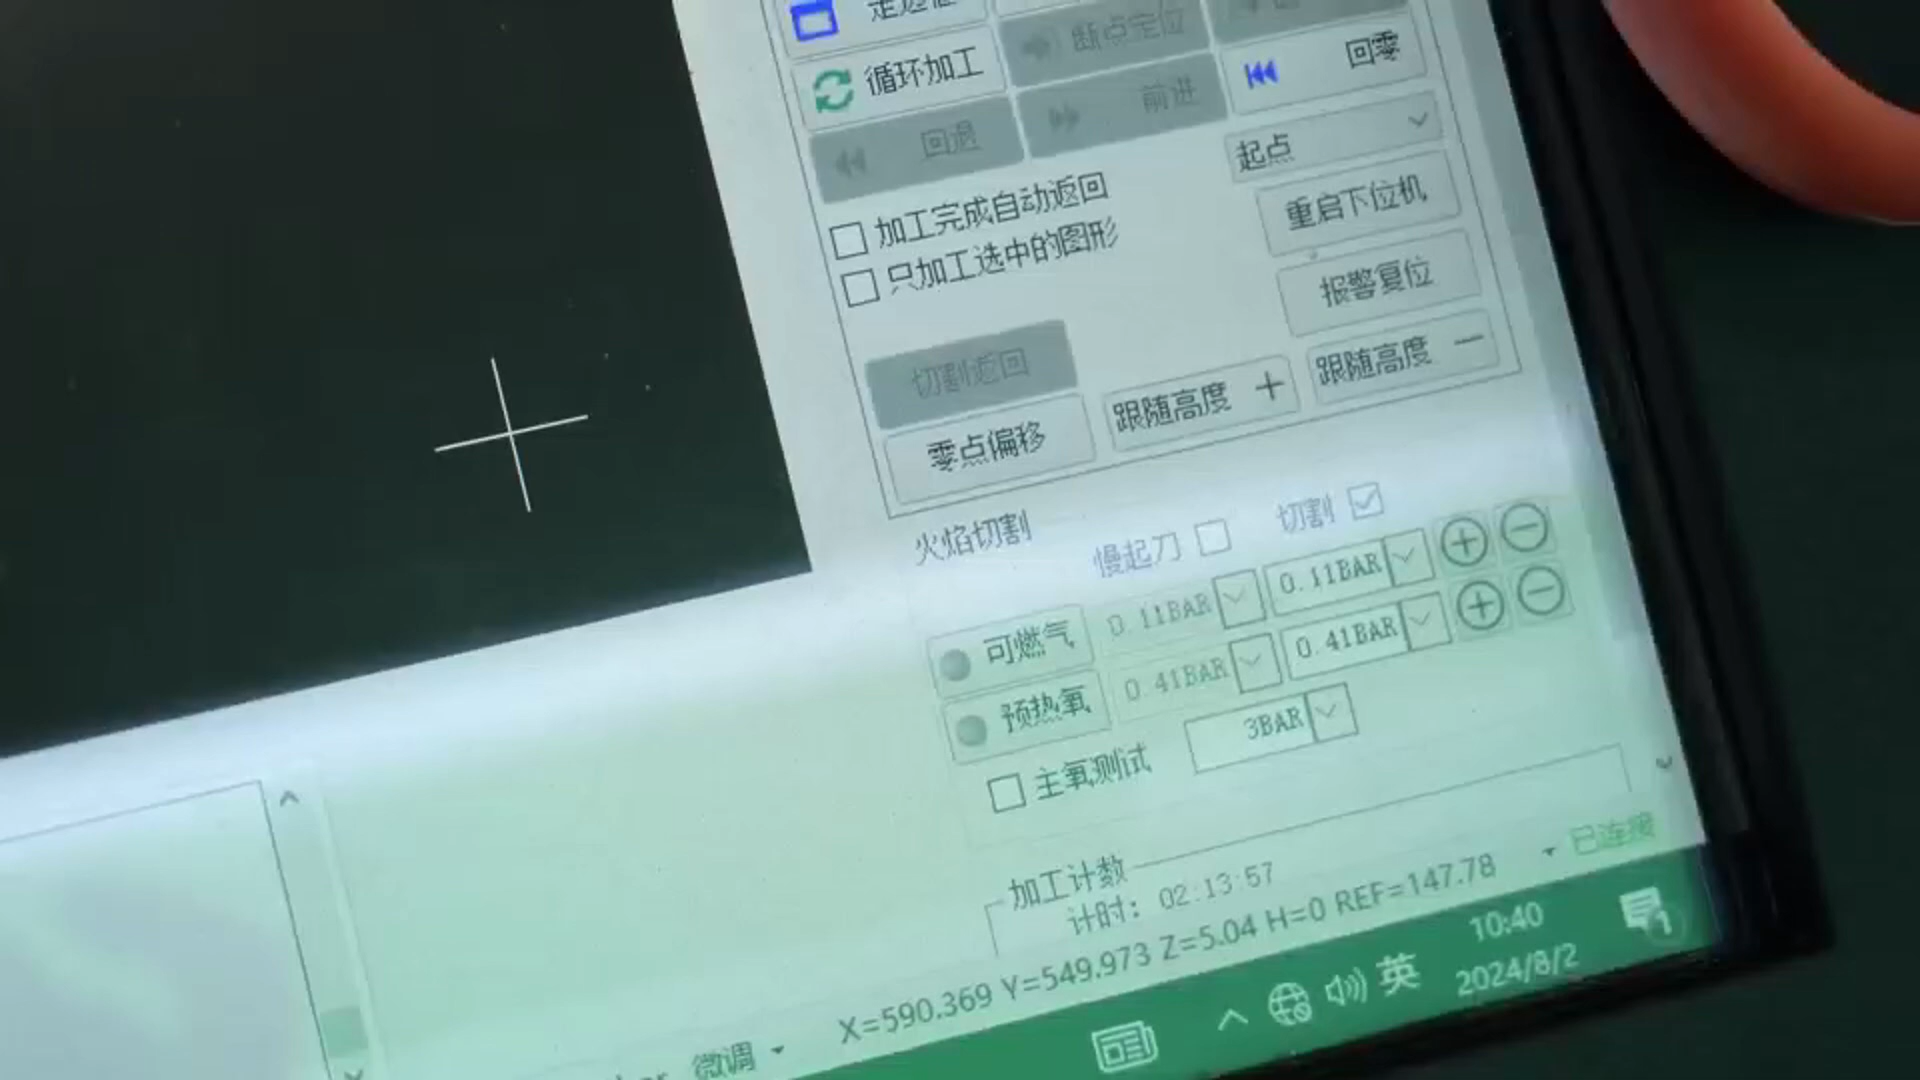 循环加工
断点定位
回零
回退
前进
起点
加工完成自动返回
重启下位机
只加工选中的图形
报警复位
切割返回
跟随高度 +
跟随高度 —
零点偏移
火焰切割
慢起刀
切割
可燃气 0.11BAR 0.11BAR
预热氧 0.41BAR 0.41BAR
主氧测试 3BAR
加工计数
计时: 02:13:57
已连接
微调 X=590.369 Y=549.973 Z=5.04 H=0 REF=147.78
英
10:40
2024/8/2
1